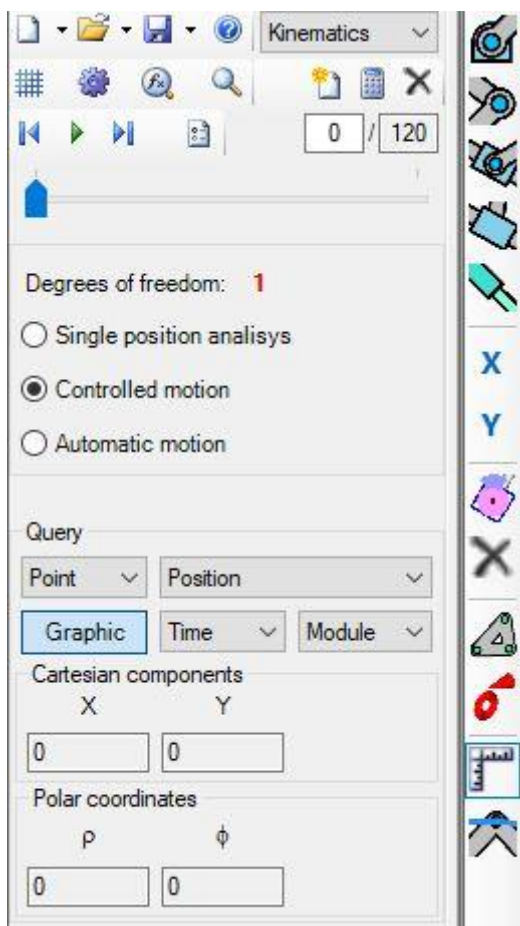 Kinematics
fx
0 / 120
Degrees of freedom: 1
Single position analisys
Controlled motion
Automatic motion
Query
Point Position
Graphic Time Module
Cartesian components
X Y
0 0
Polar coordinates
ρ ϕ
0 0
X
Y